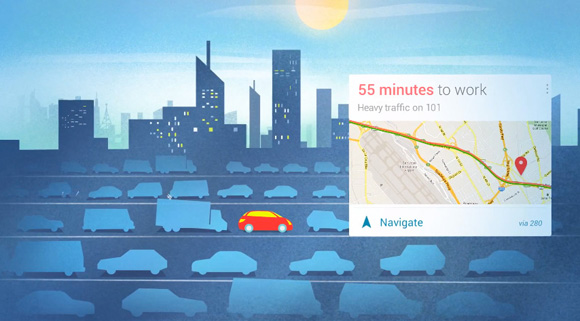 55 minutes to work
Heavy traffic on 101
Navigate
via 280